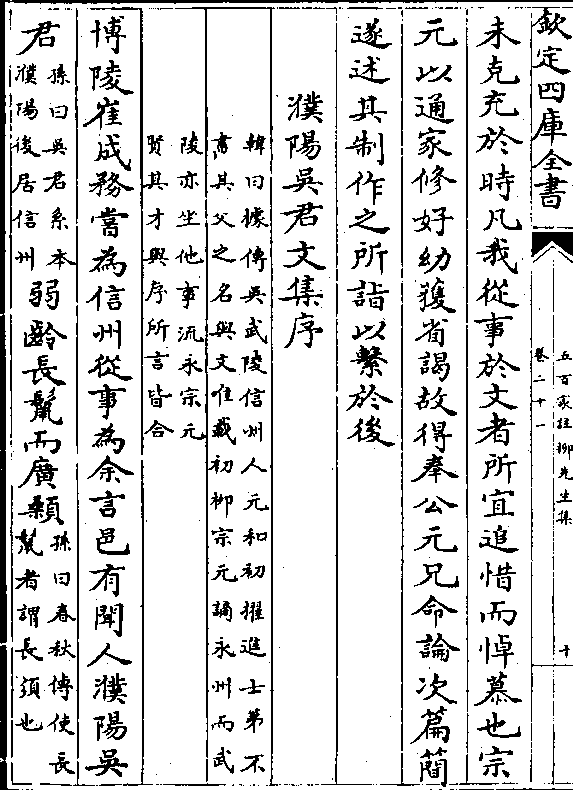 欽定四庫全書
五百家註柳先生集
卷二十一
十
未克充於時凡我從事於文者所宜追惜而悼慕也宗
元以通家修好幼獲省謁故得奉公元兄命論次篇簡
遂述其制作之所詣以繫於後
濮陽吳君文集序
韓曰據傳吳武陵信州人元和初擢進士第不
言其父之名與文佳載初柳宗元謫永州而武
陵亦坐他事流永宗元
賢其才與序所言皆合
博陵崔成務嘗為信州從事為余言邑有聞人濮陽吳
君
孫曰吳君系本
濮陽後居信州
弱齡長鬣而廣顙
孫曰春秋傳使長
鬣者謂長須也